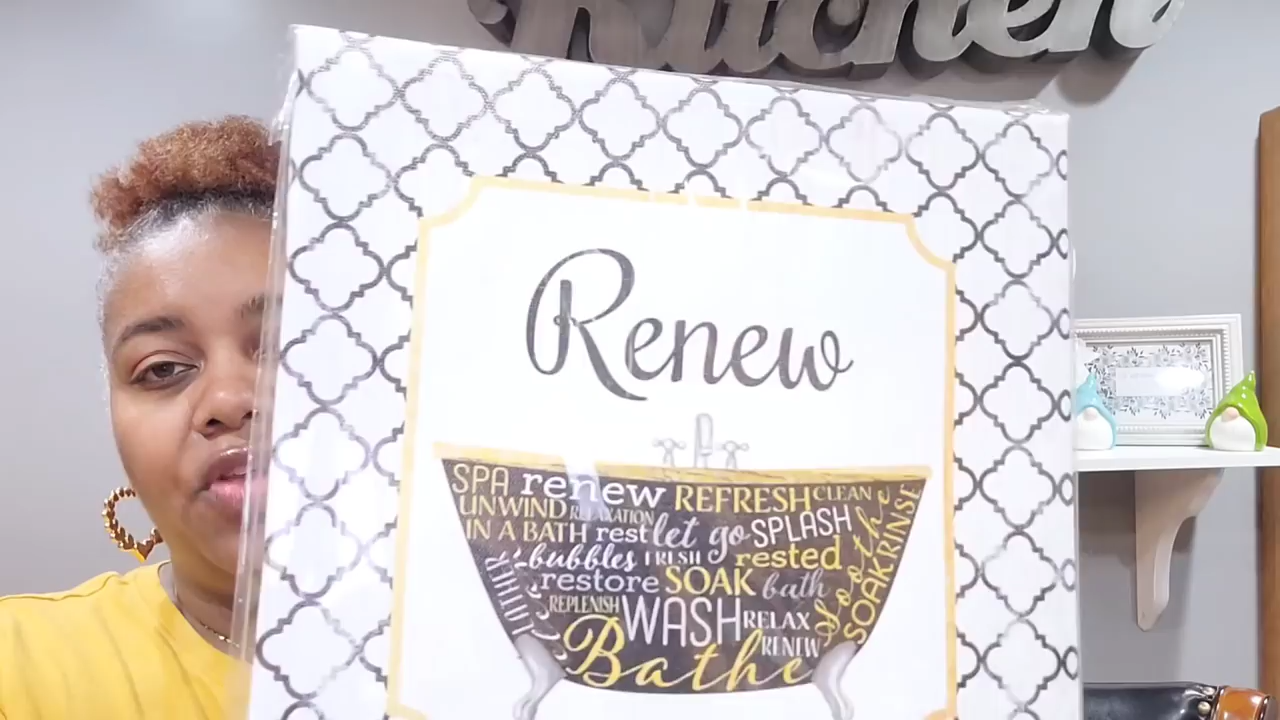 Kitchen
Renew
SPA renew REFRESH CLEAN
UNWIND RELAXATION
IN A BATH rest let go SPLASH
bubbles FRESH rested
restore SOAK bath
REPLENISH WASH RELAX
RENEW
Bathe
LATHER
Soothe
SOAK RINSE